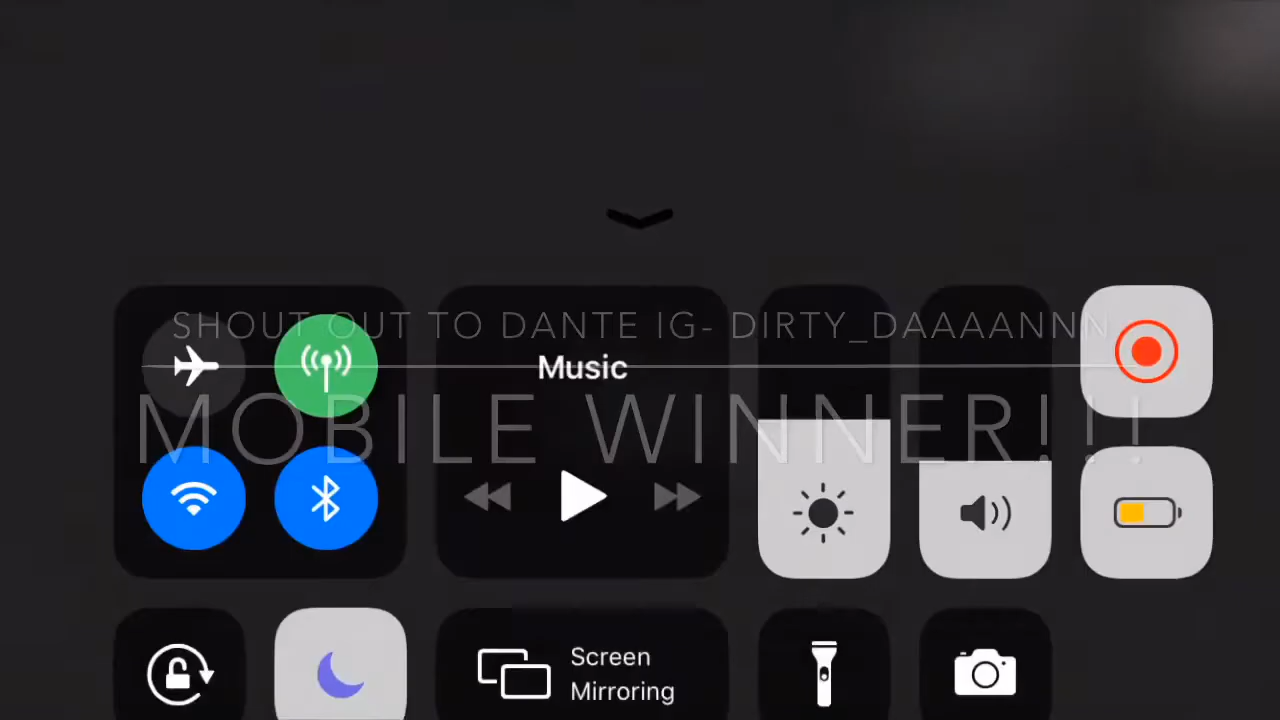 SHOUT OUT TO DANTE IG- DIRTY_DAAAANNN
Music
MOBILE WINNER!!!
Screen
Mirroring